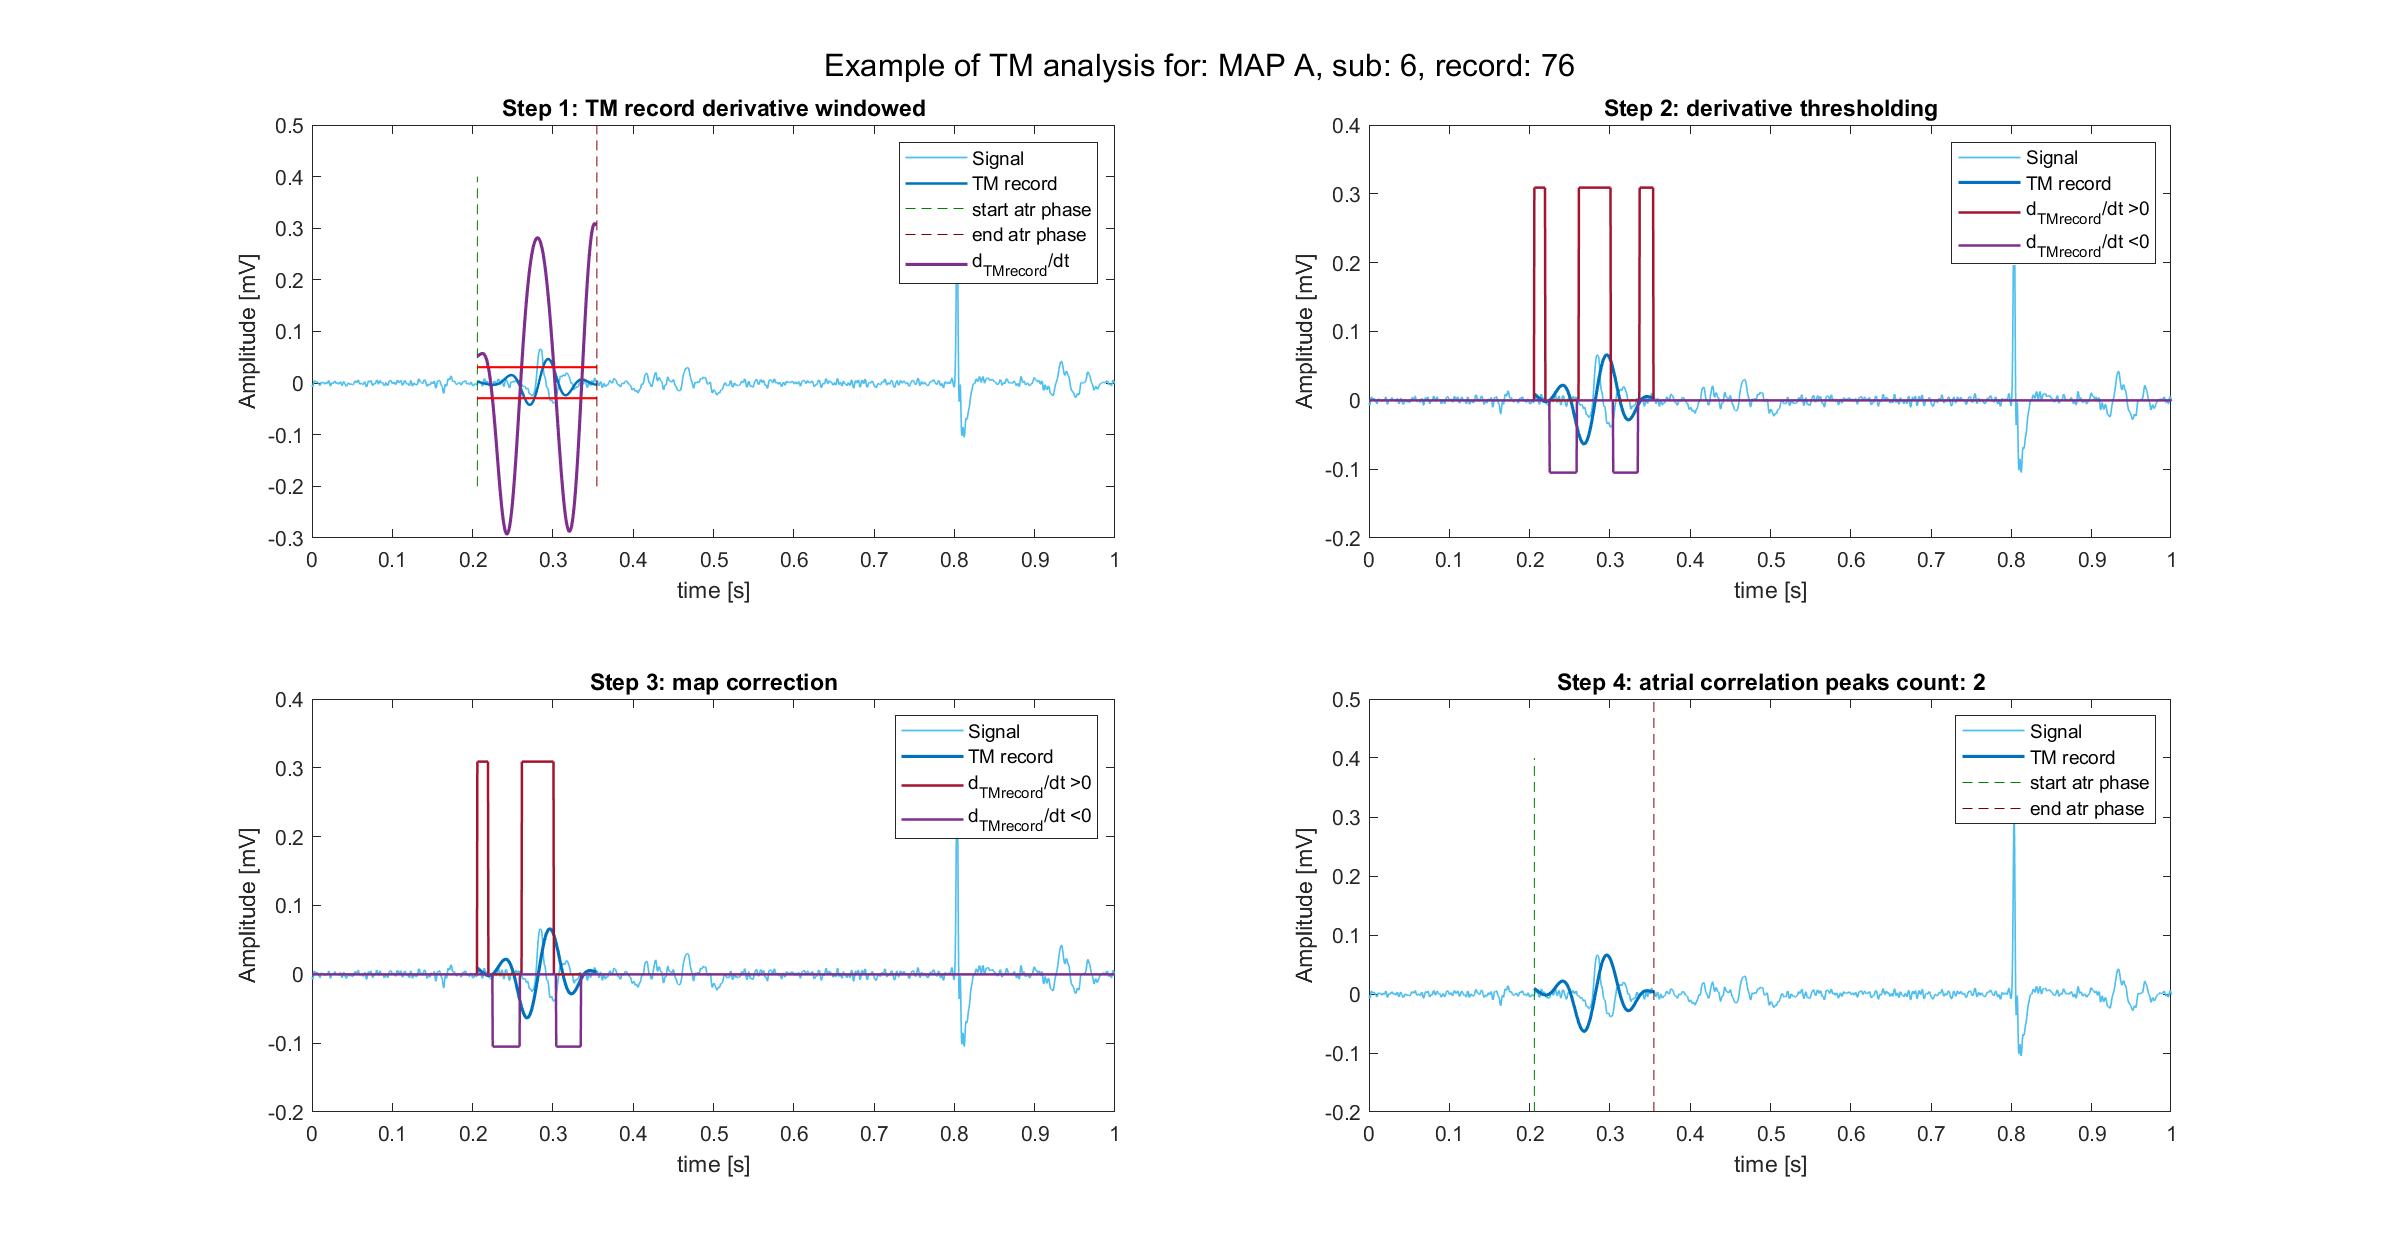 Example of TM analysis for: MAP A, sub: 6, record: 76
Step 1: TM record derivative windowed
0.5
0.4
0.3
0.2
0.1
0
-0.1
-0.2
-0.3
Amplitude [mV]
Signal
TM record
start atr phase
end atr phase
dTMrecord/dt
0 0.1 0.2 0.3 0.4 0.5 0.6 0.7 0.8 0.9 1
time [s]
Step 2: derivative thresholding
0.4
0.3
0.2
0.1
0
-0.1
-0.2
Amplitude [mV]
Signal
TM record
dTMrecord/dt >0
dTMrecord/dt <0
0 0.1 0.2 0.3 0.4 0.5 0.6 0.7 0.8 0.9 1
time [s]
Step 3: map correction
0.4
0.3
0.2
0.1
0
-0.1
-0.2
Amplitude [mV]
Signal
TM record
dTMrecord/dt >0
dTMrecord/dt <0
0 0.1 0.2 0.3 0.4 0.5 0.6 0.7 0.8 0.9 1
time [s]
Step 4: atrial correlation peaks count: 2
0.5
0.4
0.3
0.2
0.1
0
-0.1
-0.2
Amplitude [mV]
Signal
TM record
start atr phase
end atr phase
0 0.1 0.2 0.3 0.4 0.5 0.6 0.7 0.8 0.9 1
time [s]